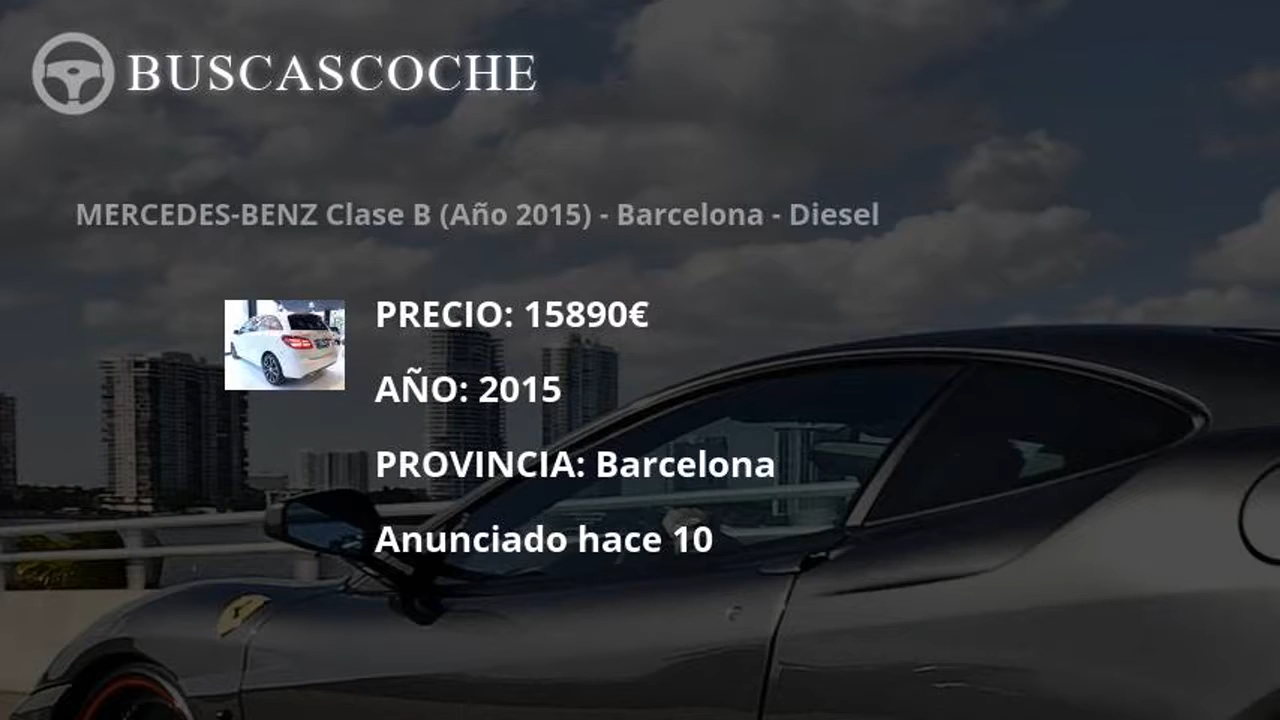 BUSCASCOCHE
MERCEDES-BENZ Clase B (Año 2015) - Barcelona - Diesel
PRECIO: 15890€
AÑO: 2015
PROVINCIA: Barcelona
Anunciado hace 10